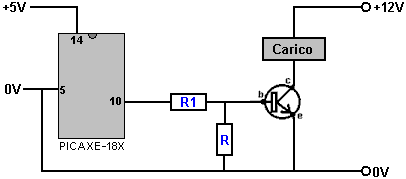 +5V
+12V
14
Carico
c
0V
5
10
R1
b
e
R
PICAXE-18X
0V